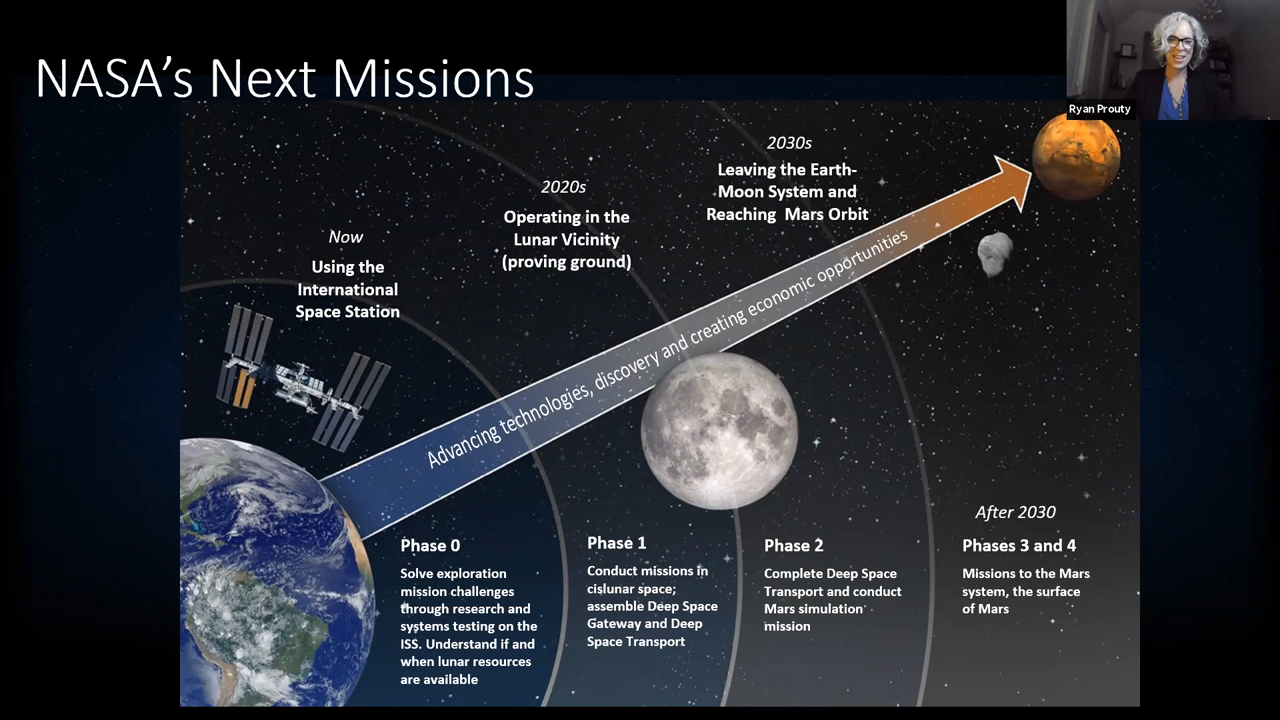 NASA’s Next Missions
Ryan Prouty
Now
Using the
International
Space Station
2020s
Operating in the
Lunar Vicinity
(proving ground)
2030s
Leaving the Earth-
Moon System and
Reaching Mars Orbit
Advancing technologies, discovery and creating economic opportunities
Phase 0
Solve exploration
mission challenges
through research and
systems testing on the
ISS. Understand if and
when lunar resources
are available
Phase 1
Conduct missions in
cislunar space;
assemble Deep Space
Gateway and Deep
Space Transport
Phase 2
Complete Deep Space
Transport and conduct
Mars simulation
mission
After 2030
Phases 3 and 4
Missions to the Mars
system, the surface
of Mars